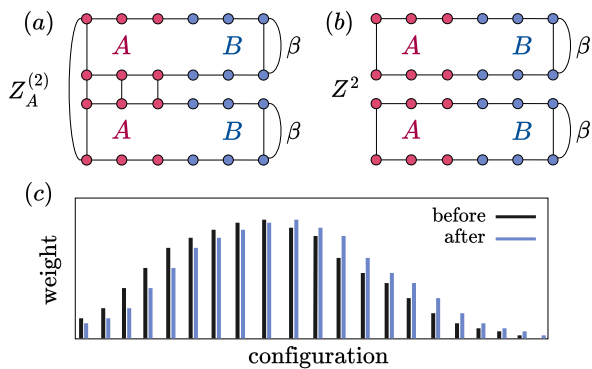 (a)
A B β
Z_A^{(2)}
A B β
(b)
A B β
Z^2
A B β
(c)
before
after
weight
configuration